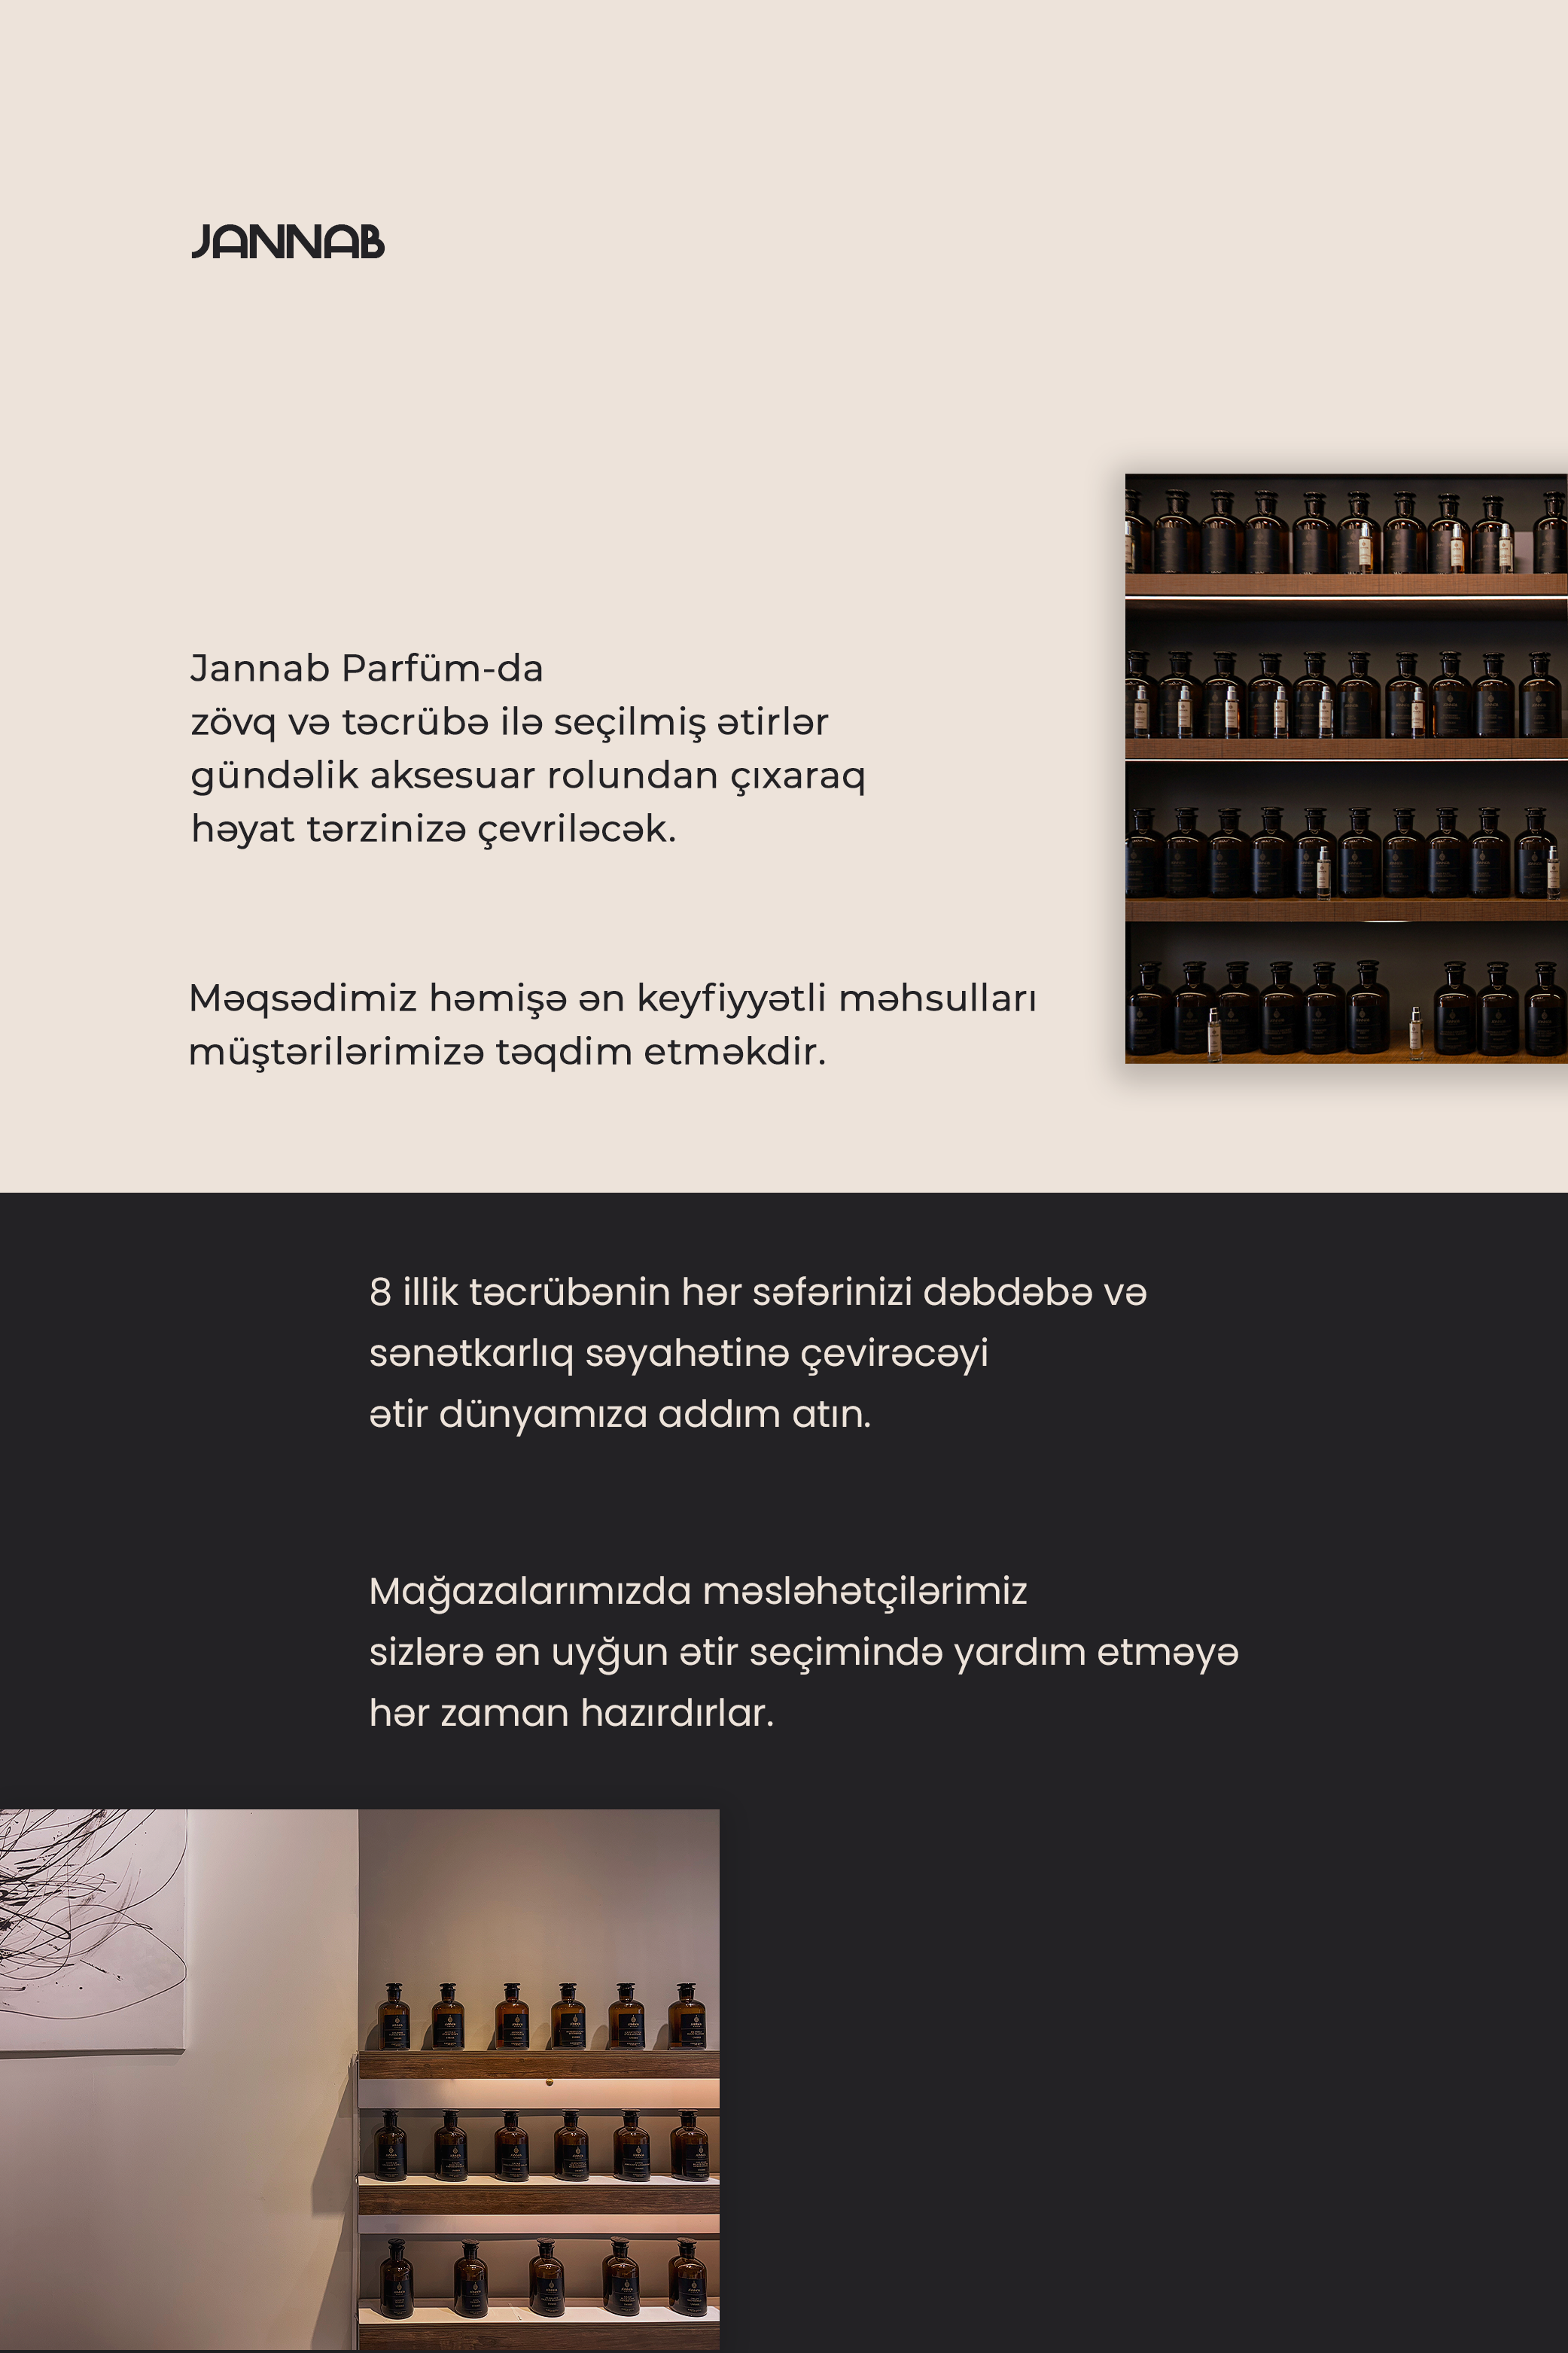 JANNAB
Jannab Parfüm-da
zövq və təcrübə ilə seçilmiş ətirlər
gündəlik aksesuar rolundan çıxaraq
həyat tərzinizə çevriləcək.
Məqsədimiz həmişə ən keyfiyyətli məhsulları
müştərilərimizə təqdim etməkdir.
8 illik təcrübənin hər səfərinizi dəbdəbə və
sənətkarlıq səyahətinə çevirəcəyi
ətir dünyamıza addım atın.
Mağazalarımızda məsləhətçilərimiz
sizlərə ən uyğun ətir seçimində yardım etməyə
hər zaman hazırdırlar.